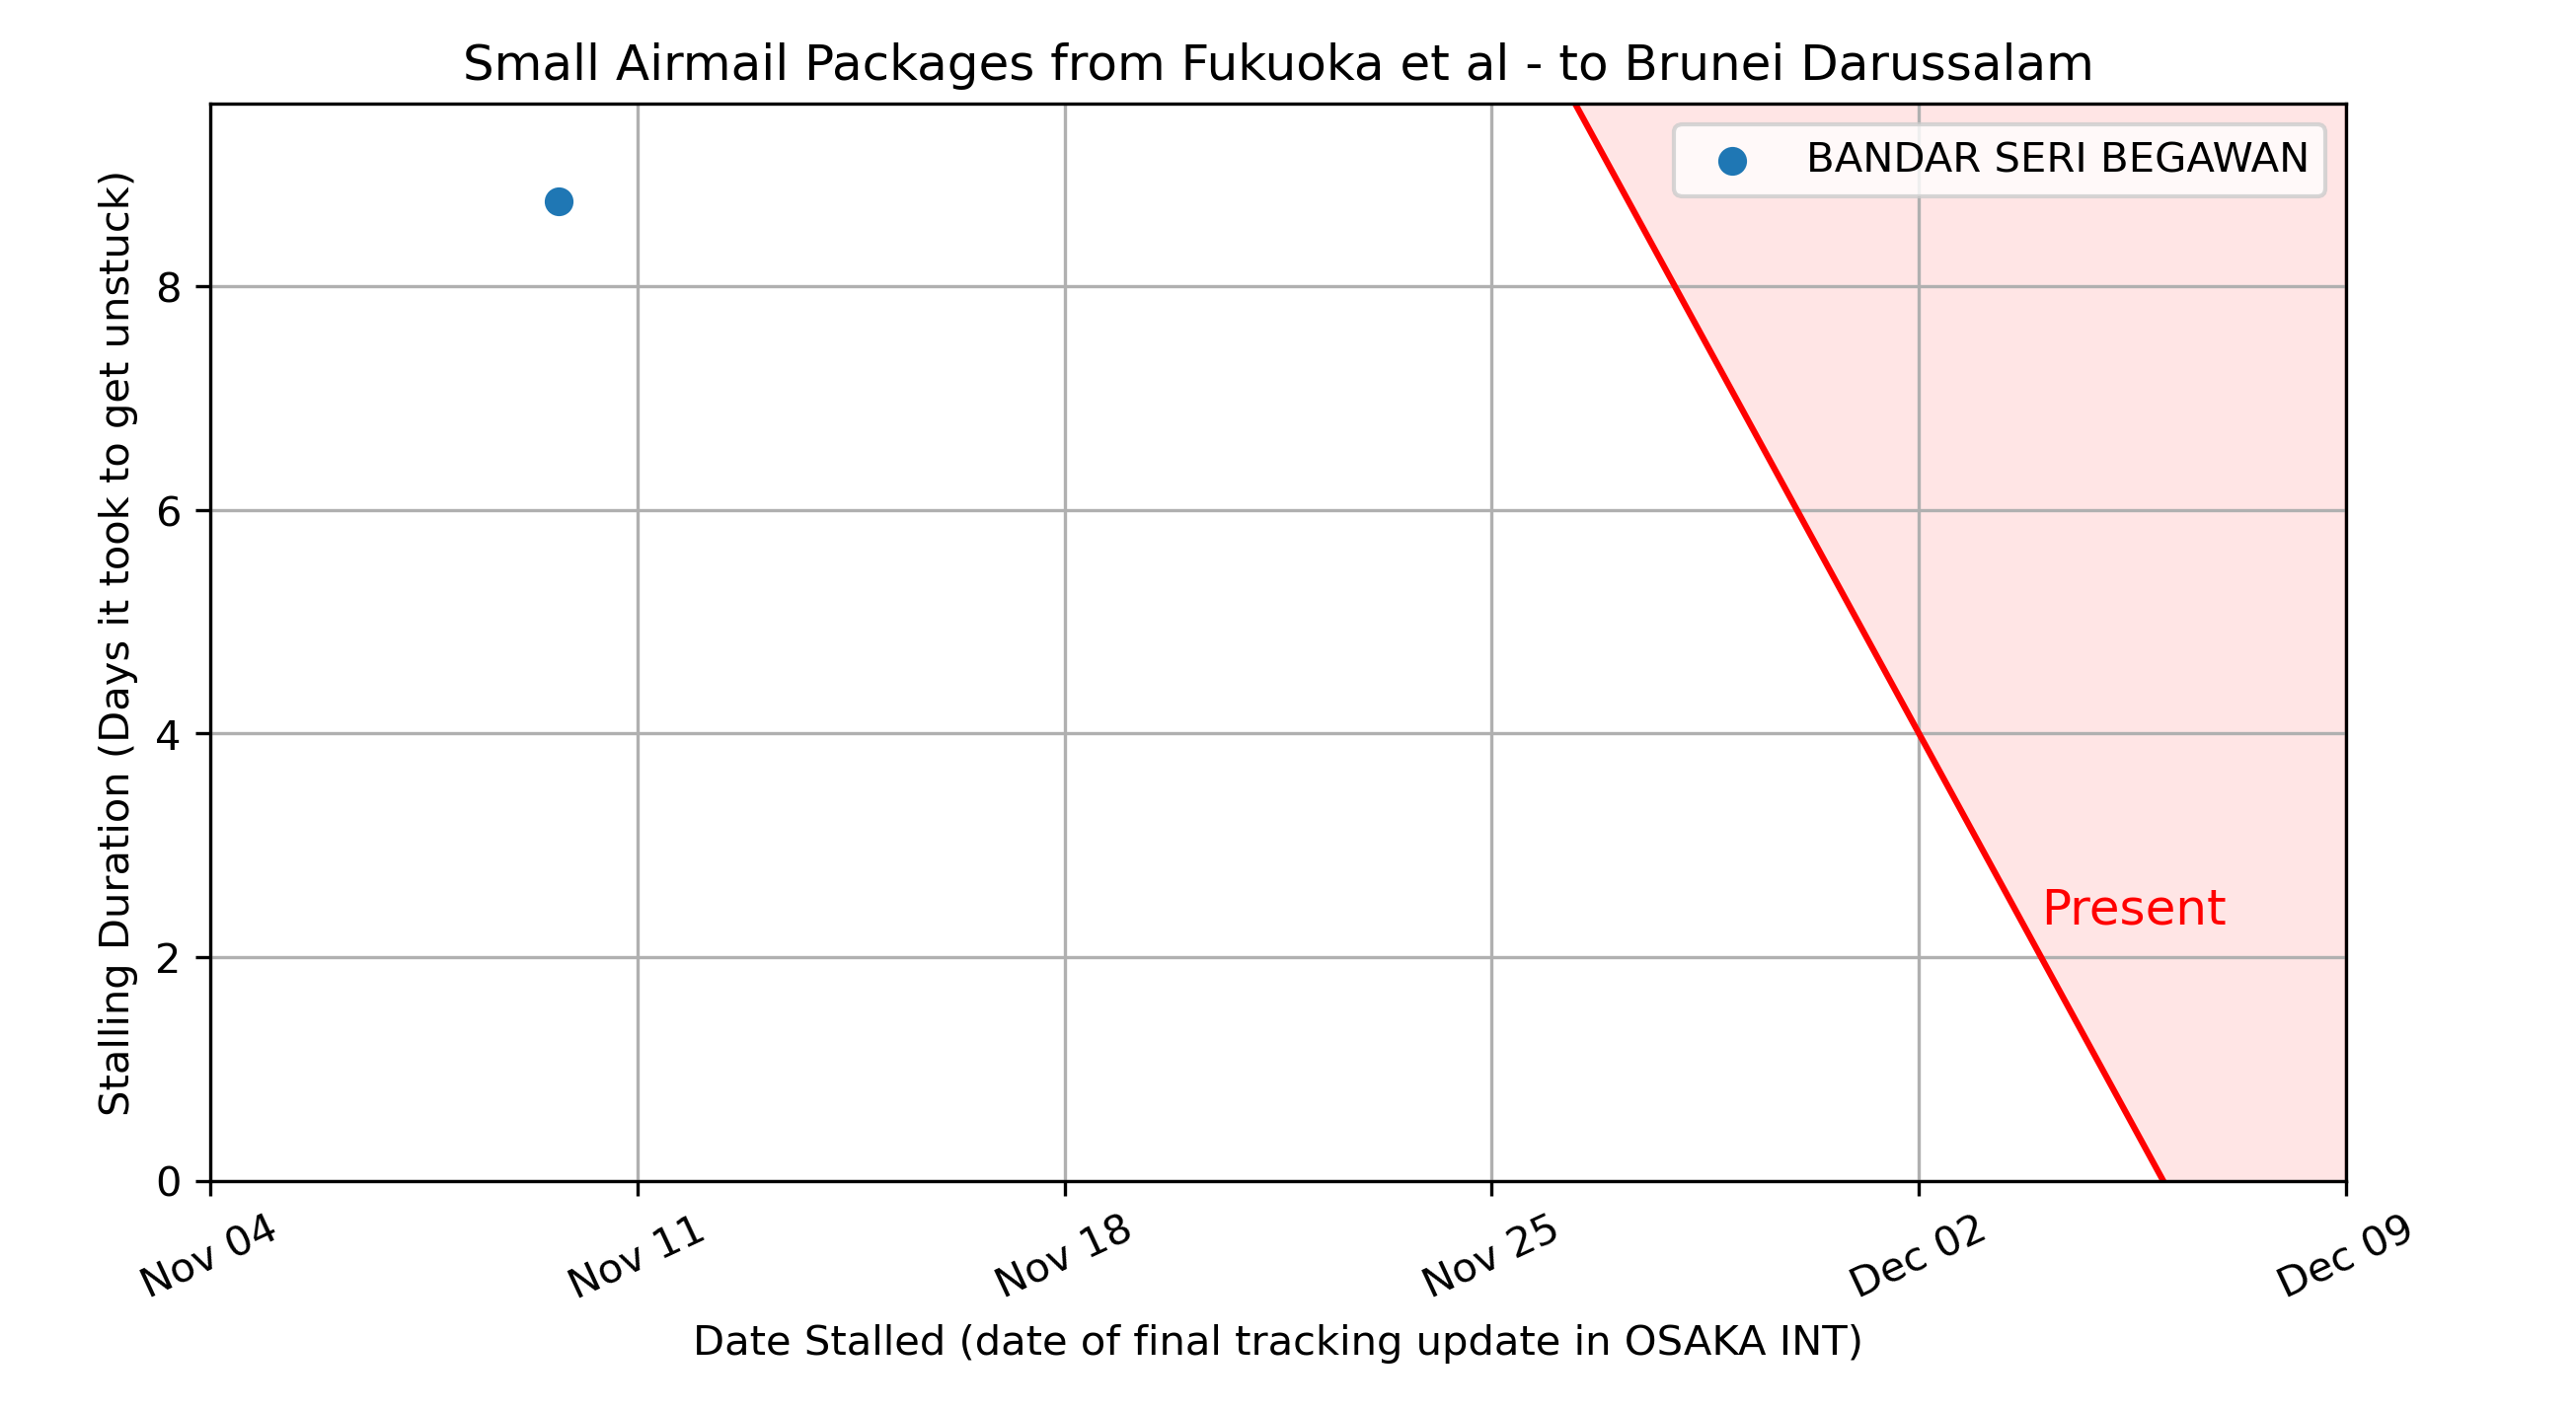 Small Airmail Packages from Fukuoka et al - to Brunei Darussalam
BANDAR SERI BEGAWAN
Stalling Duration (Days it took to get unstuck)
8
6
4
2
0
Present
Nov 04
Nov 11
Nov 18
Nov 25
Dec 02
Dec 09
Date Stalled (date of final tracking update in OSAKA INT)